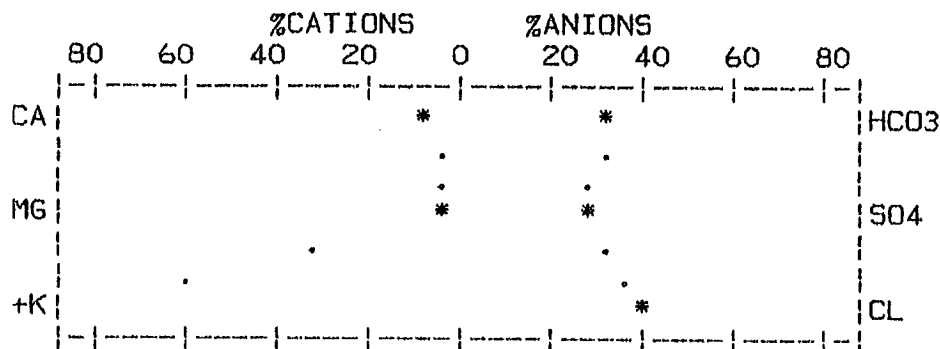 %CATIONS %ANIONS
80 60 40 20 0 20 40 60 80
CA HCO3
MG SO4
+K CL